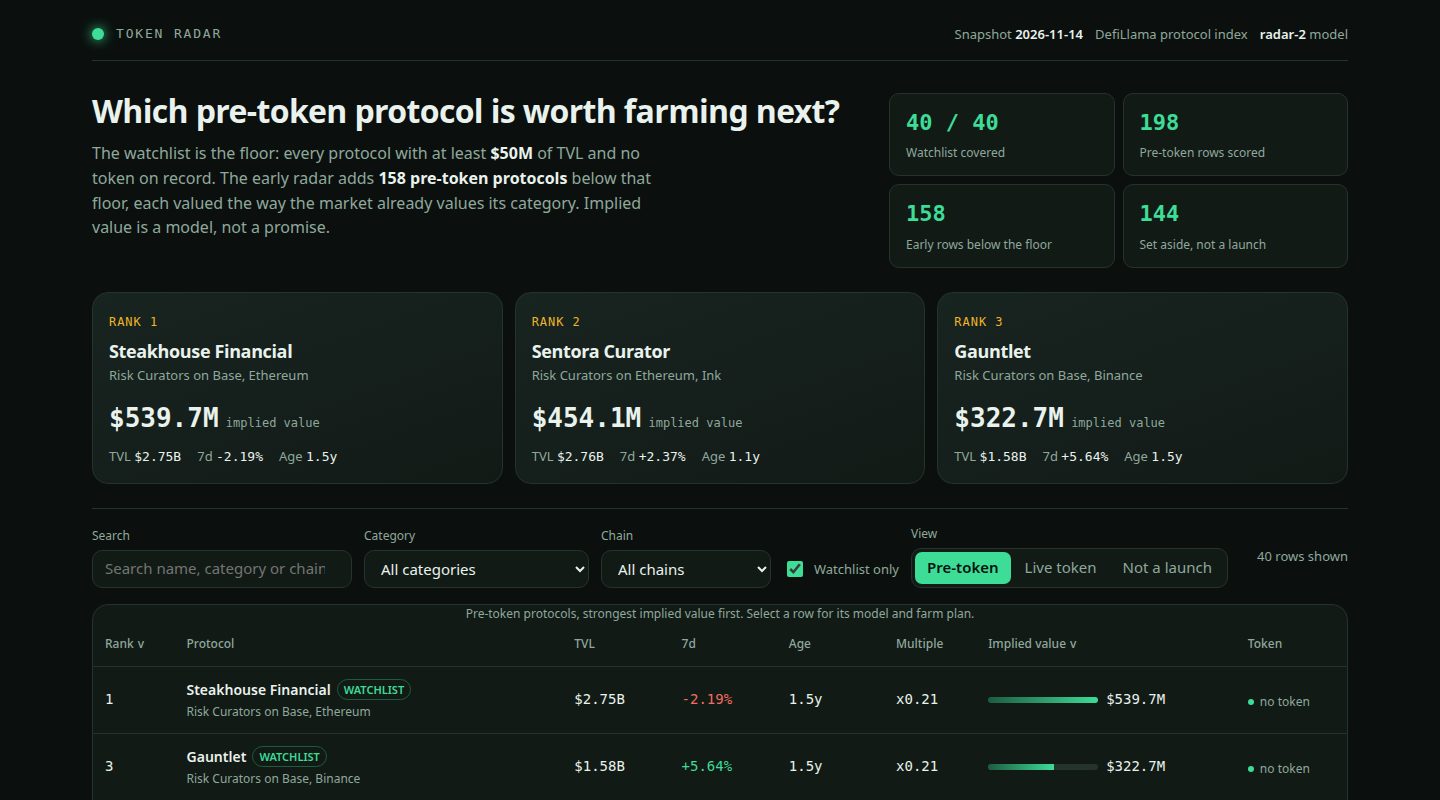 TOKEN RADAR
Snapshot 2026-11-14 DefiLlama protocol index radar-2 model
Which pre-token protocol is worth farming next?
The watchlist is the floor: every protocol with at least $50M of TVL and no
token on record. The early radar adds 158 pre-token protocols below that
floor, each valued the way the market already values its category. Implied
value is a model, not a promise.
40 / 40
Watchlist covered
198
Pre-token rows scored
158
Early rows below the floor
144
Set aside, not a launch
RANK 1
Steakhouse Financial
Risk Curators on Base, Ethereum
$539.7M implied value
TVL $2.75B 7d -2.19% Age 1.5y
RANK 2
Sentora Curator
Risk Curators on Ethereum, Ink
$454.1M implied value
TVL $2.76B 7d +2.37% Age 1.1y
RANK 3
Gauntlet
Risk Curators on Base, Binance
$322.7M implied value
TVL $1.58B 7d +5.64% Age 1.5y
Search
Search name, category or chain
Category
All categories
Chain
All chains
Watchlist only
View
Pre-token Live token Not a launch
40 rows shown
Pre-token protocols, strongest implied value first. Select a row for its model and farm plan.
Rank v Protocol TVL 7d Age Multiple Implied value v Token
1 Steakhouse Financial WATCHLIST $2.75B -2.19% 1.5y x0.21 $539.7M no token
Risk Curators on Base, Ethereum
3 Gauntlet WATCHLIST $1.58B +5.64% 1.5y x0.21 $322.7M no token
Risk Curators on Base, Binance